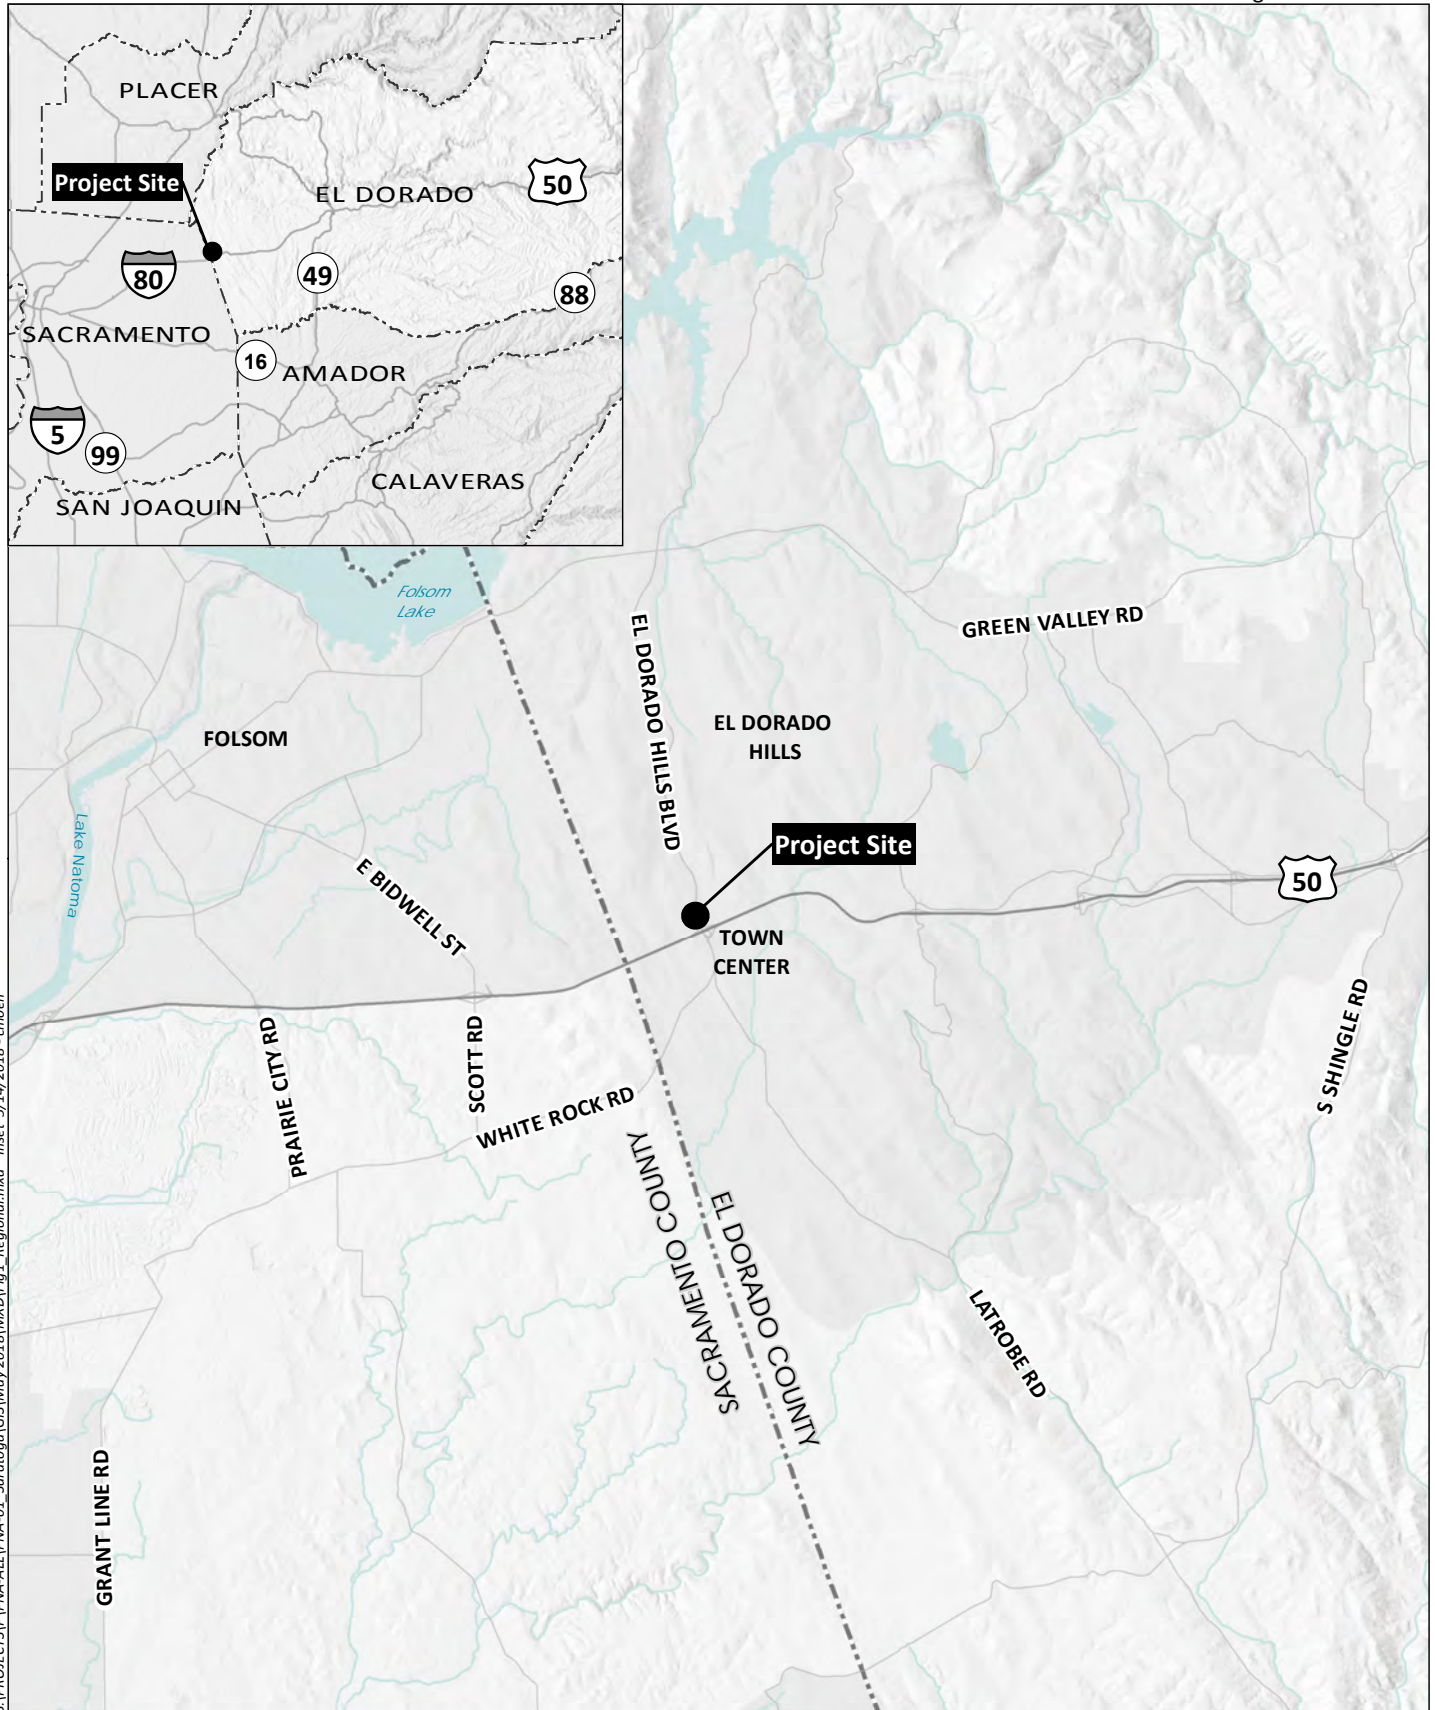 PLACER
Project Site
EL DORADO
50
80
49
88
SACRAMENTO
16
AMADOR
5
99
CALAVERAS
SAN JOAQUIN
Folsom
Lake
GREEN VALLEY RD
EL DORADO HILLS BLVD
FOLSOM
EL DORADO
HILLS
Lake Natoma
Project Site
E BIDWELL ST
50
TOWN
CENTER
PRAIRIE CITY RD
SCOTT RD
S SHINGLE RD
WHITE ROCK RD
SACRAMENTO COUNTY
EL DORADO COUNTY
LATROBE RD
GRANT LINE RD